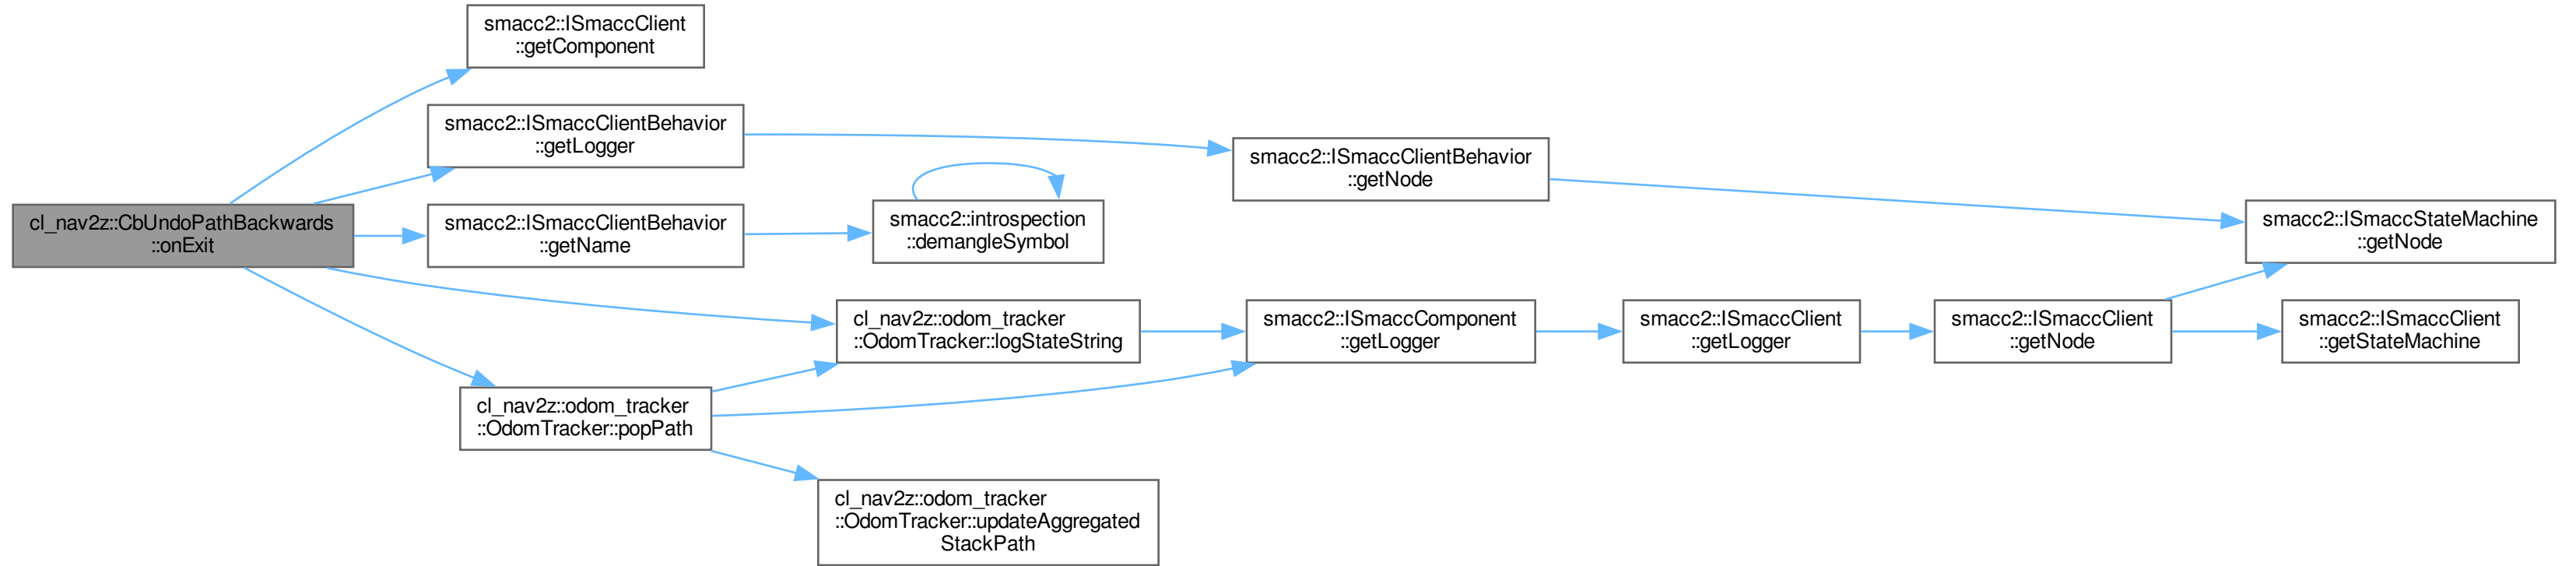 smacc2::ISmaccClient
::getComponent
smacc2::ISmaccClientBehavior
::getLogger
smacc2::ISmaccClientBehavior
::getNode
cl_nav2z::CbUndoPathBackwards
::onExit
smacc2::ISmaccClientBehavior
::getName
smacc2::introspection
::demangleSymbol
smacc2::ISmaccStateMachine
::getNode
cl_nav2z::odom_tracker
::OdomTracker::logStateString
smacc2::ISmaccComponent
::getLogger
smacc2::ISmaccClient
::getLogger
smacc2::ISmaccClient
::getNode
smacc2::ISmaccClient
::getStateMachine
cl_nav2z::odom_tracker
::OdomTracker::popPath
cl_nav2z::odom_tracker
::OdomTracker::updateAggregated
StackPath